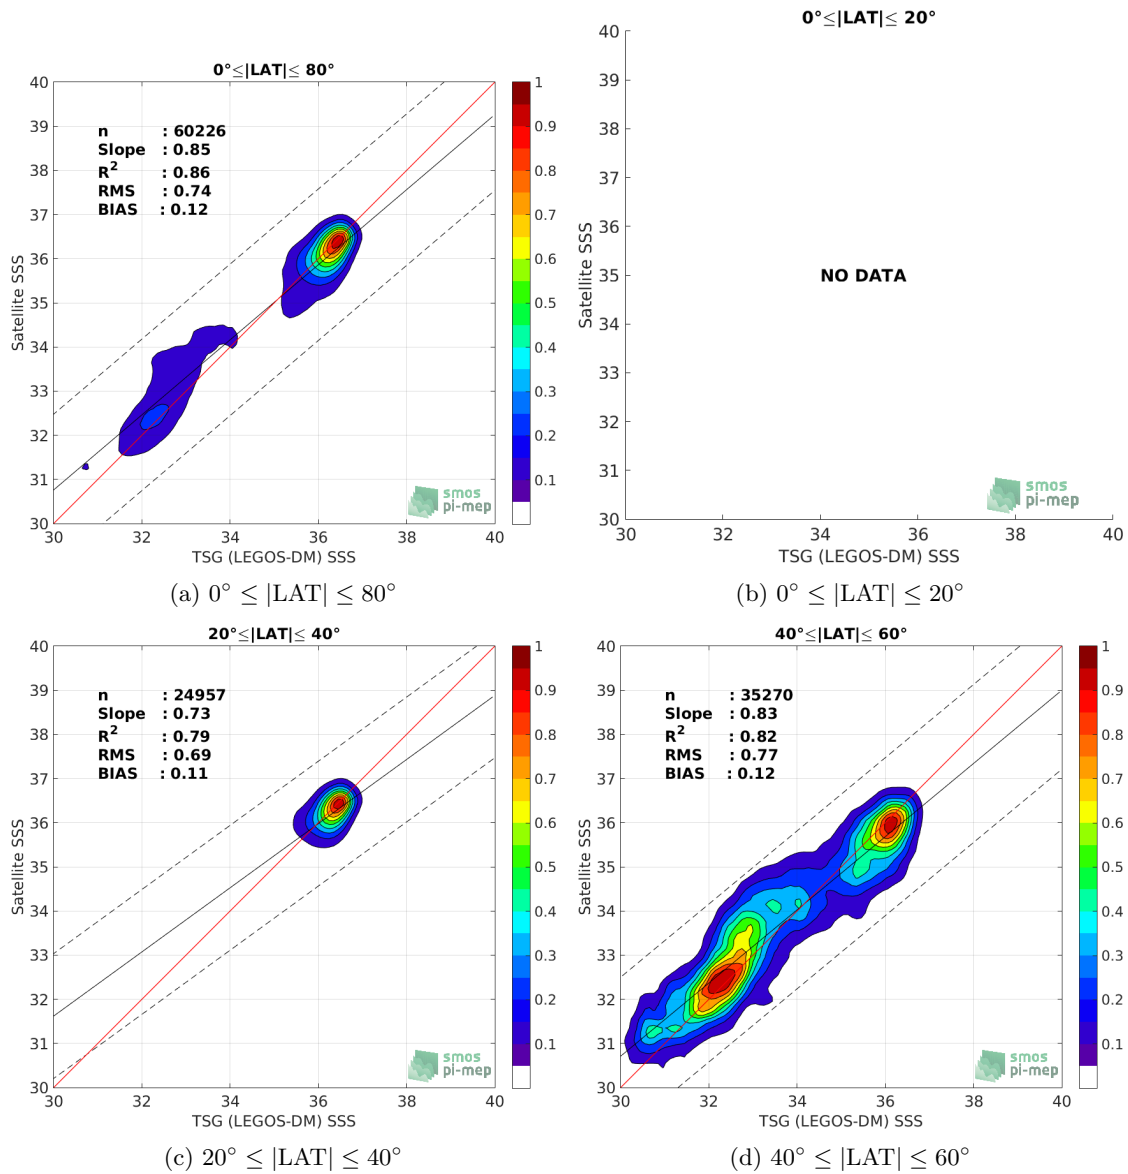 0°≤|LAT|≤ 80°
40
39
38
37
36
35
34
33
32
31
30
Satellite SSS
n : 60226
Slope : 0.85
R2 : 0.86
RMS : 0.74
BIAS : 0.12
smos
pi-mep
30 32 34 36 38 40
TSG (LEGOS-DM) SSS
1
0.9
0.8
0.7
0.6
0.5
0.4
0.3
0.2
0.1
(a) 0° ≤ |LAT| ≤ 80°
0°≤|LAT|≤ 20°
40
39
38
37
36
35
34
33
32
31
30
Satellite SSS
NO DATA
smos
pi-mep
30 32 34 36 38 40
TSG (LEGOS-DM) SSS
(b) 0° ≤ |LAT| ≤ 20°
20°≤|LAT|≤ 40°
40
39
38
37
36
35
34
33
32
31
30
Satellite SSS
n : 24957
Slope : 0.73
R2 : 0.79
RMS : 0.69
BIAS : 0.11
smos
pi-mep
30 32 34 36 38 40
TSG (LEGOS-DM) SSS
1
0.9
0.8
0.7
0.6
0.5
0.4
0.3
0.2
0.1
(c) 20° ≤ |LAT| ≤ 40°
40°≤|LAT|≤ 60°
40
39
38
37
36
35
34
33
32
31
30
Satellite SSS
n : 35270
Slope : 0.83
R2 : 0.82
RMS : 0.77
BIAS : 0.12
smos
pi-mep
30 32 34 36 38 40
TSG (LEGOS-DM) SSS
1
0.9
0.8
0.7
0.6
0.5
0.4
0.3
0.2
0.1
(d) 40° ≤ |LAT| ≤ 60°